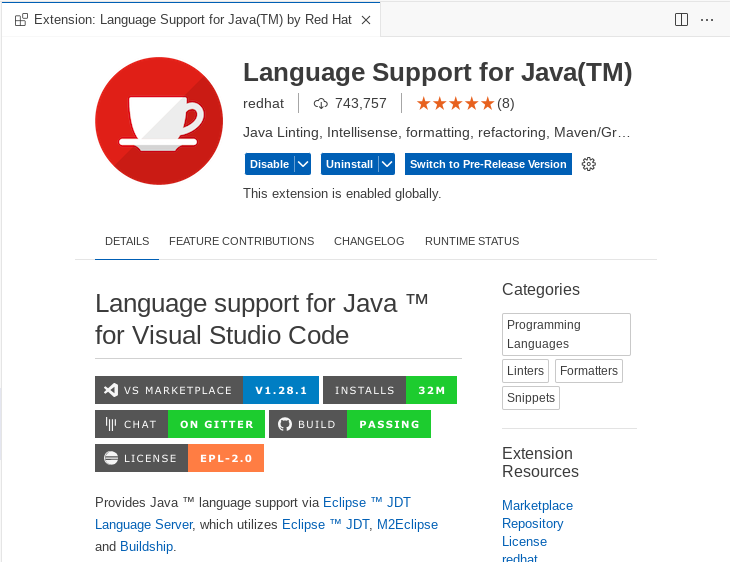 Extension: Language Support for Java(TM) by Red Hat
Language Support for Java(TM)
redhat 743,757 (8)
Java Linting, Intellisense, formatting, refactoring, Maven/Gr…
Disable Uninstall Switch to Pre-Release Version
This extension is enabled globally.
DETAILS FEATURE CONTRIBUTIONS CHANGELOG RUNTIME STATUS
Language support for Java ™
for Visual Studio Code
VS MARKETPLACE V1.28.1 INSTALLS 32M
CHAT ON GITTER BUILD PASSING
LICENSE EPL-2.0
Provides Java ™ language support via Eclipse ™ JDT
Language Server, which utilizes Eclipse ™ JDT, M2Eclipse
and Buildship.
Categories
Programming
Languages
Linters Formatters
Snippets
Extension
Resources
Marketplace
Repository
License
redhat